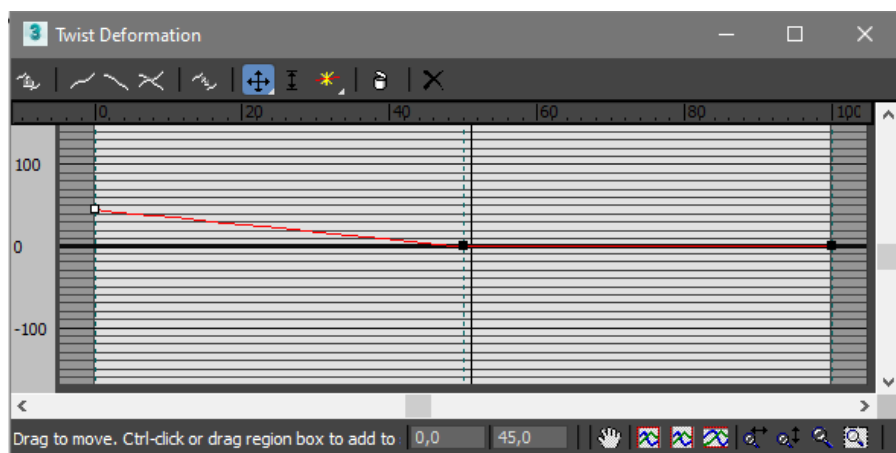 3 Twist Deformation
0 20 40 60 80 100
100
0
-100
Drag to move. Ctrl-click or drag region box to add to 0,0 45,0